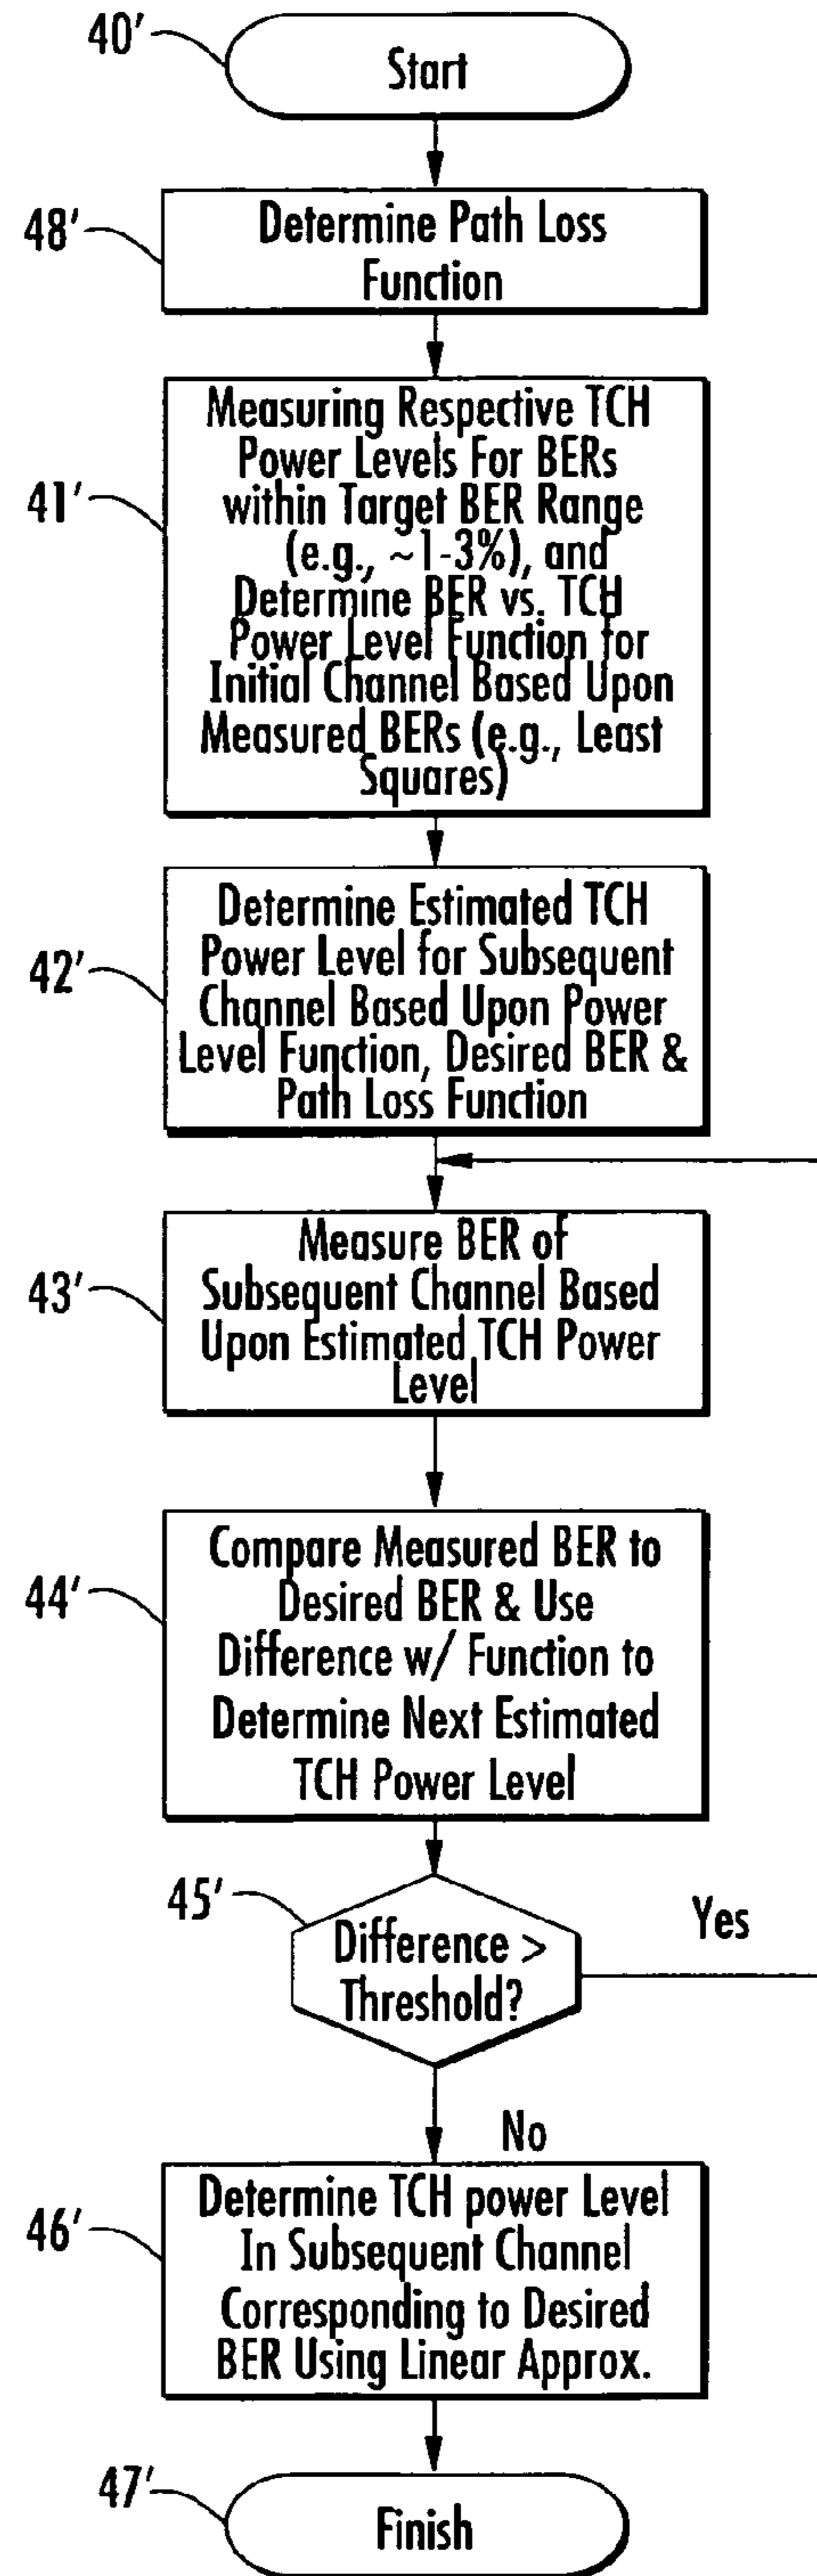 40'
Start
48'
Determine Path Loss
Function
41'
Measuring Respective TCH
Power Levels For BERs
within Target BER Range
(e.g., ~1-3%), and
Determine BER vs. TCH
Power Level Function for
Initial Channel Based Upon
Measured BERs (e.g., Least
Squares)
42'
Determine Estimated TCH
Power Level for Subsequent
Channel Based Upon Power
Level Function, Desired BER &
Path Loss Function
43'
Measure BER of
Subsequent Channel Based
Upon Estimated TCH Power
Level
44'
Compare Measured BER to
Desired BER & Use
Difference w/ Function to
Determine Next Estimated
TCH Power Level
45'
Difference >
Threshold?
Yes
No
46'
Determine TCH power Level
In Subsequent Channel
Corresponding to Desired
BER Using Linear Approx.
47'
Finish